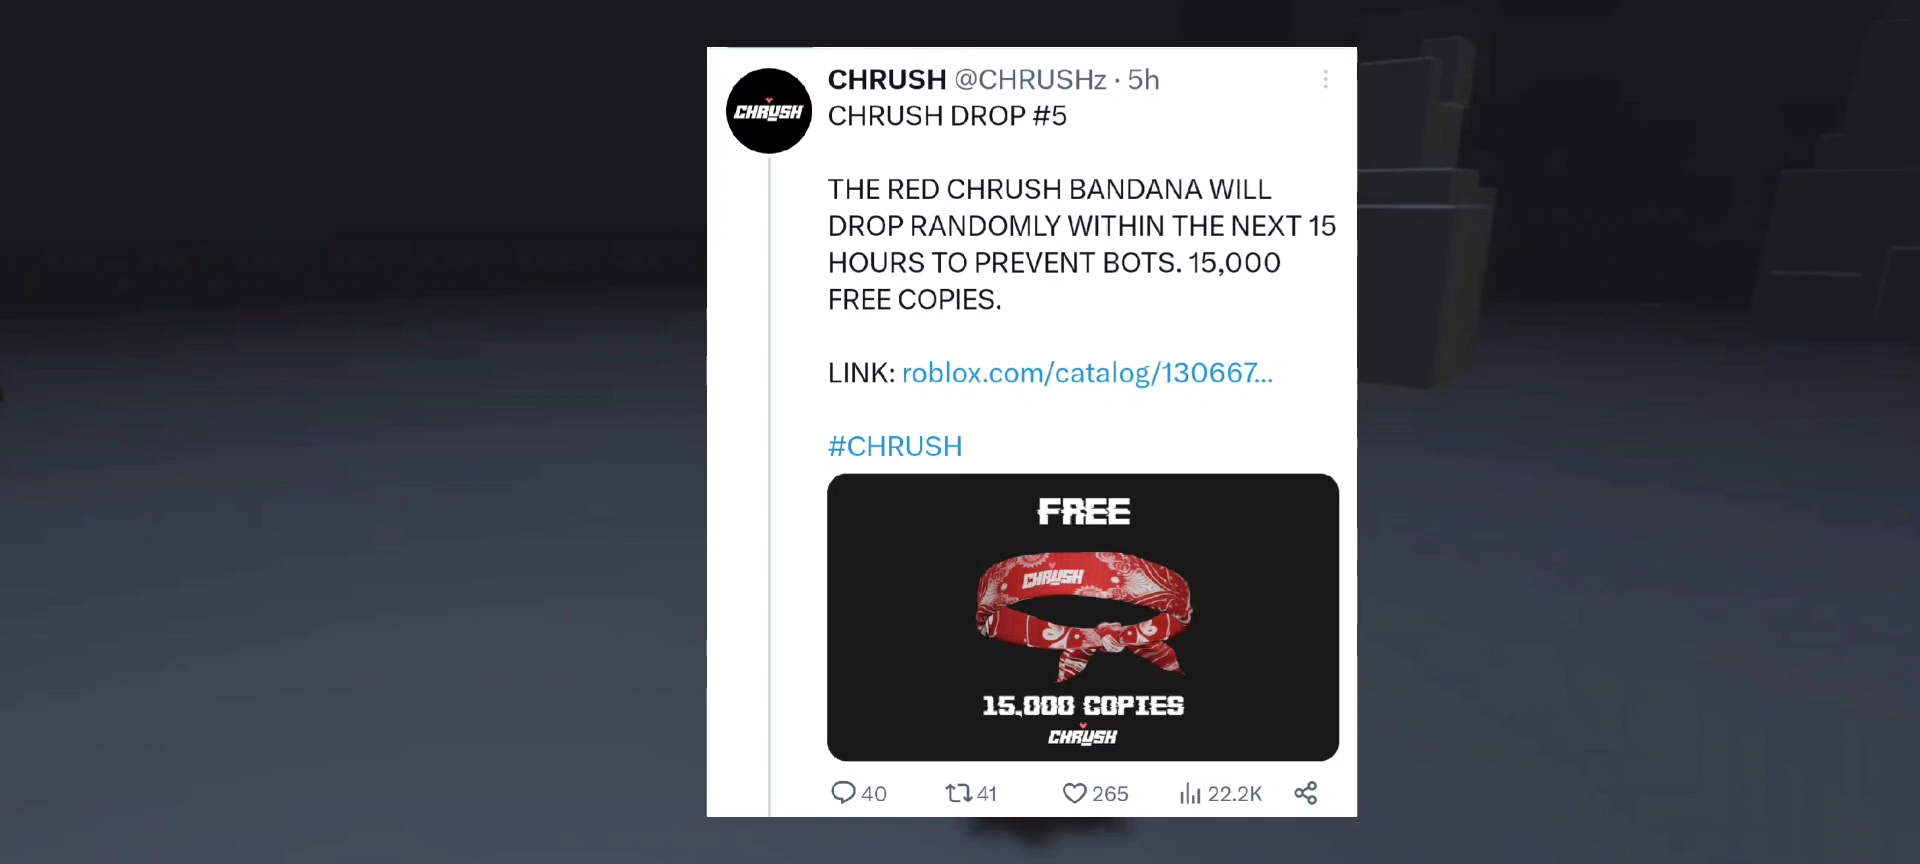 CHRUSH @CHRUSHz · 5h
CHRUSH DROP #5
THE RED CHRUSH BANDANA WILL
DROP RANDOMLY WITHIN THE NEXT 15
HOURS TO PREVENT BOTS. 15,000
FREE COPIES.
LINK: roblox.com/catalog/130667...
#CHRUSH
CHRUSH
FREE
CHRUSH
15,000 COPIES
CHRUSH
40 41 265 22.2K